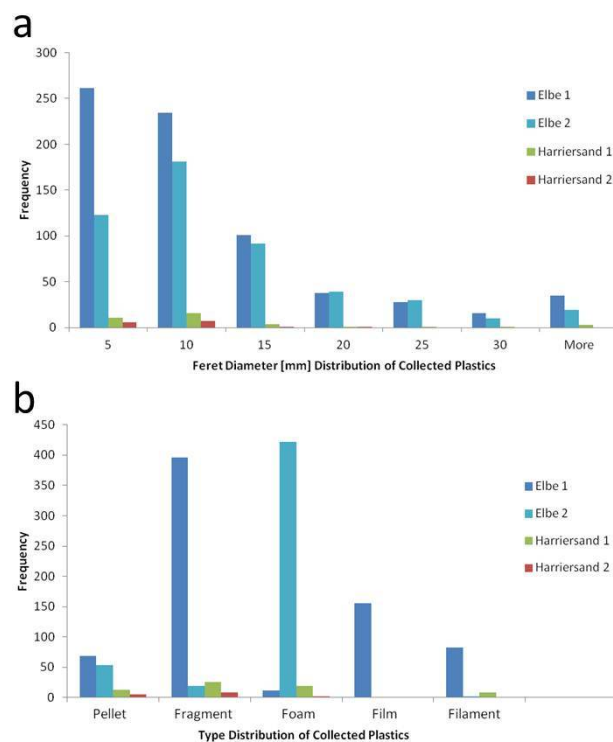 a
300
250
200
150
100
50
0
Frequency
5 10 15 20 25 30 More
Feret Diameter [mm] Distribution of Collected Plastics
Elbe 1
Elbe 2
Harriersand 1
Harriersand 2
b
450
400
350
300
250
200
150
100
50
0
Frequency
Pellet Fragment Foam Film Filament
Type Distribution of Collected Plastics
Elbe 1
Elbe 2
Harriersand 1
Harriersand 2